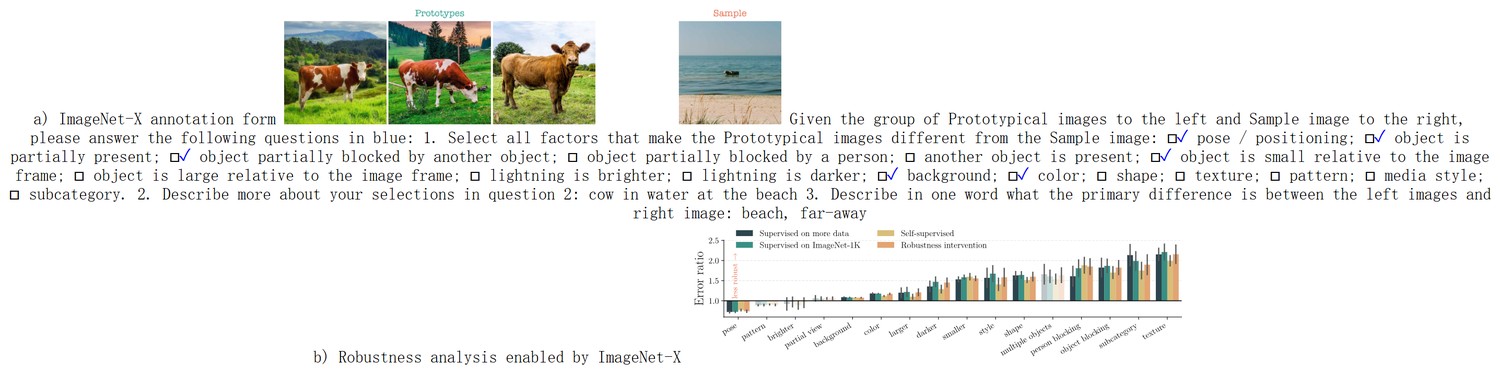 Prototypes
Sample
a) ImageNet-X annotation form
Given the group of Prototypical images to the left and Sample image to the right,
please answer the following questions in blue: 1. Select all factors that make the Prototypical images different from the Sample image: ☐✓ pose / positioning; ☐✓ object is
partially present; ☐✓ object partially blocked by another object; ☐ object partially blocked by a person; ☐ another object is present; ☐✓ object is small relative to the image
frame; ☐ object is large relative to the image frame; ☐ lightning is brighter; ☐ lightning is darker; ☐✓ background; ☐✓ color; ☐ shape; ☐ texture; ☐ pattern; ☐ media style;
☐ subcategory. 2. Describe more about your selections in question 2: cow in water at the beach 3. Describe in one word what the primary difference is between the left images and
right image: beach, far-away
Supervised on more data
Supervised on ImageNet-1K
Self-supervised
Robustness intervention
Error ratio
less robust →
2.5
2.0
1.5
1.0
pose
pattern
brighter
partial view
background
color
larger
darker
smaller
style
shape
multiple objects
person blocking
object blocking
subcategory
texture
b) Robustness analysis enabled by ImageNet-X